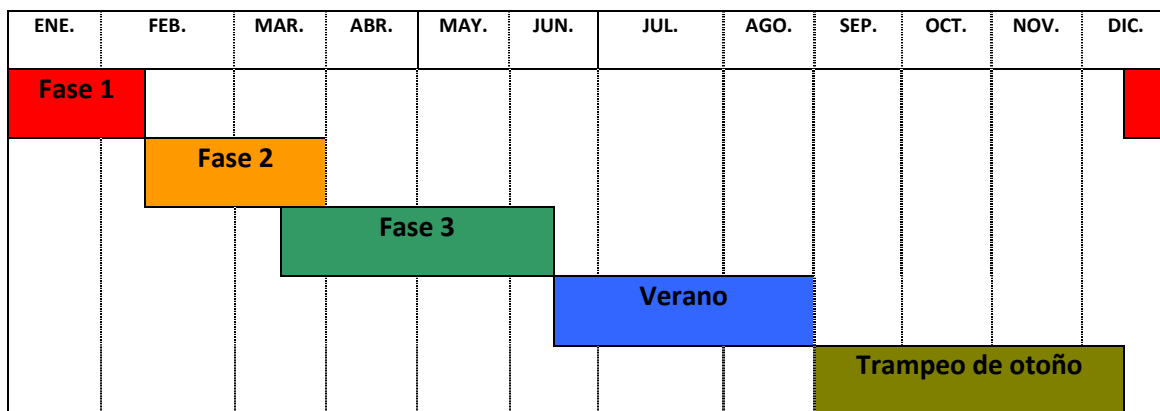 ENE. FEB. MAR. ABR. MAY. JUN. JUL. AGO. SEP. OCT. NOV. DIC.
Fase 1
Fase 2
Fase 3
Verano
Trampeo de otoño